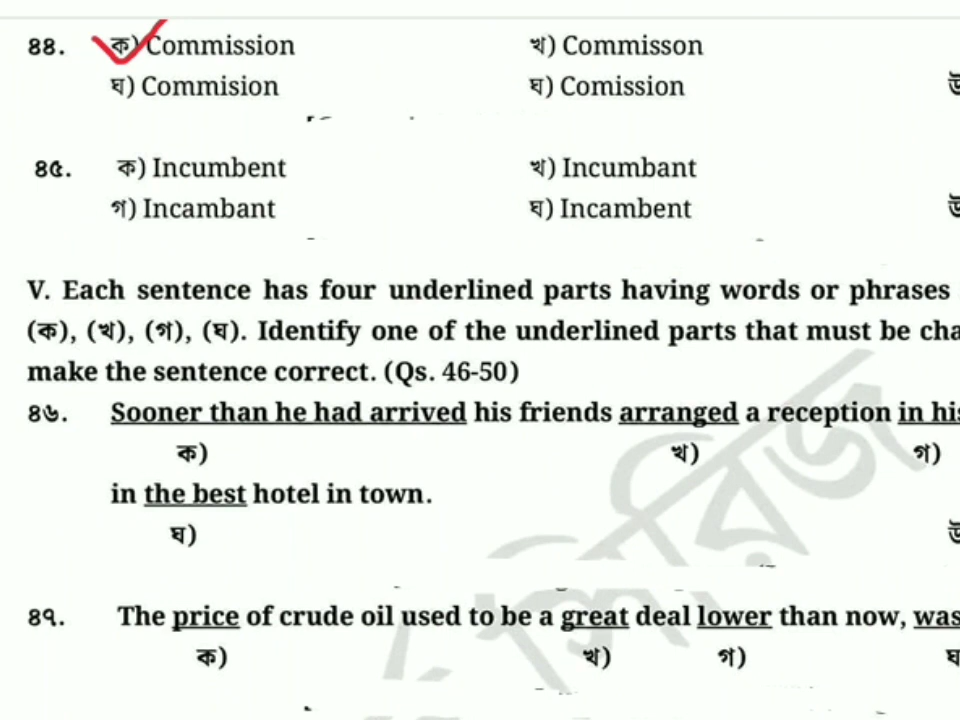 ৪৪. ক) Commission খ) Commisson
ঘ) Commision ঘ) Comission
৪৫. ক) Incumbent খ) Incumbant
গ) Incambant ঘ) Incambent
V. Each sentence has four underlined parts having words or phrases
(ক), (খ), (গ), (ঘ). Identify one of the underlined parts that must be cha
make the sentence correct. (Qs. 46-50)
৪৬. Sooner than he had arrived his friends arranged a reception in his
ক) খ) গ)
in the best hotel in town.
ঘ)
৪৭. The price of crude oil used to be a great deal lower than now, was
ক) খ) গ)